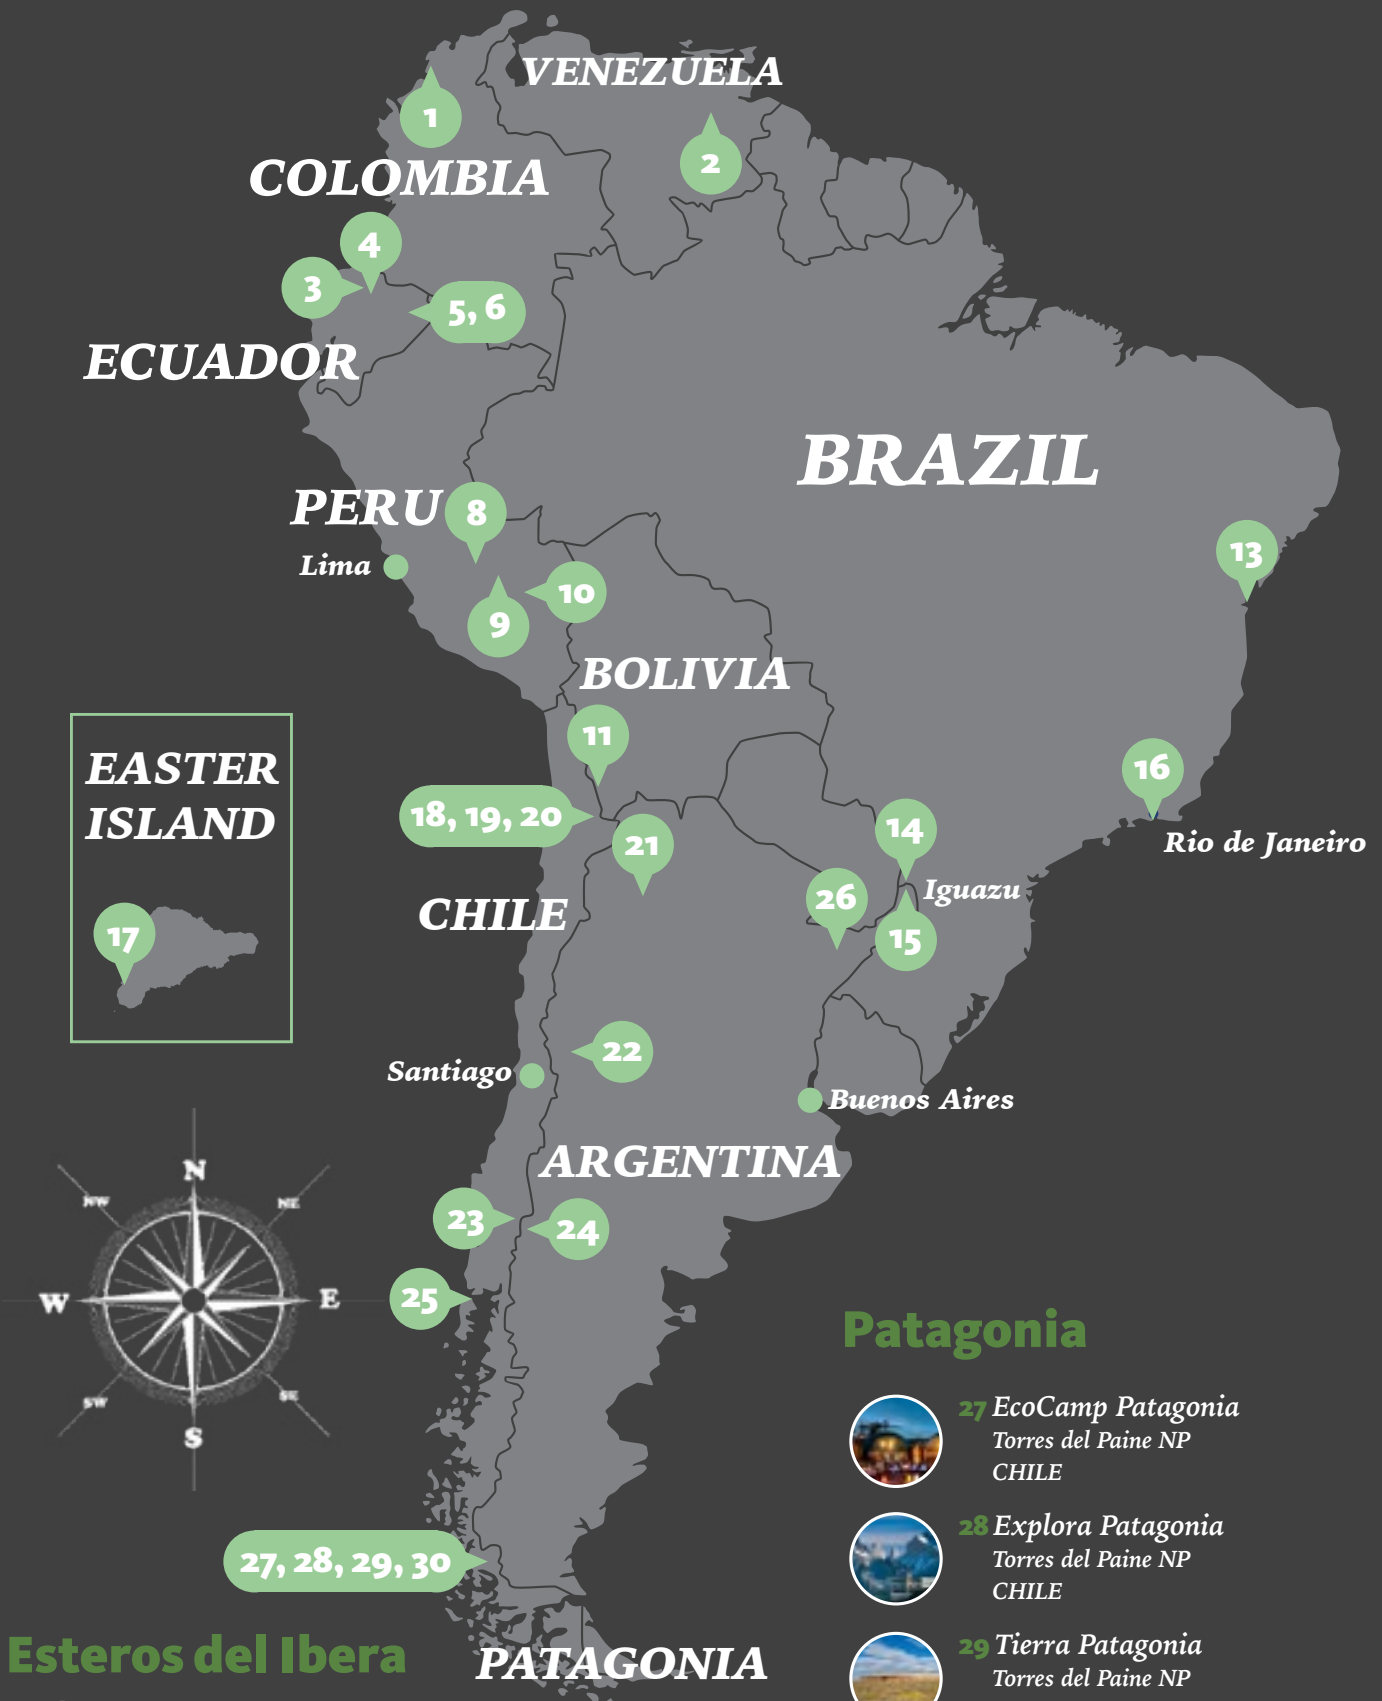 VENEZUELA
1
2
COLOMBIA
4
3
5, 6
ECUADOR
BRAZIL
PERU
8
Lima
13
10
9
BOLIVIA
11
EASTER
ISLAND
16
18, 19, 20
Rio de Janeiro
14
21
26
Iguazu
CHILE
17
15
22
Santiago
Buenos Aires
ARGENTINA
N
NW
NE
23
24
W
E
25
SW
SE
S
Patagonia
27 EcoCamp Patagonia
Torres del Paine NP
CHILE
28 Explora Patagonia
Torres del Paine NP
CHILE
27, 28, 29, 30
29 Tierra Patagonia
Torres del Paine NP
Esteros del Ibera
PATAGONIA